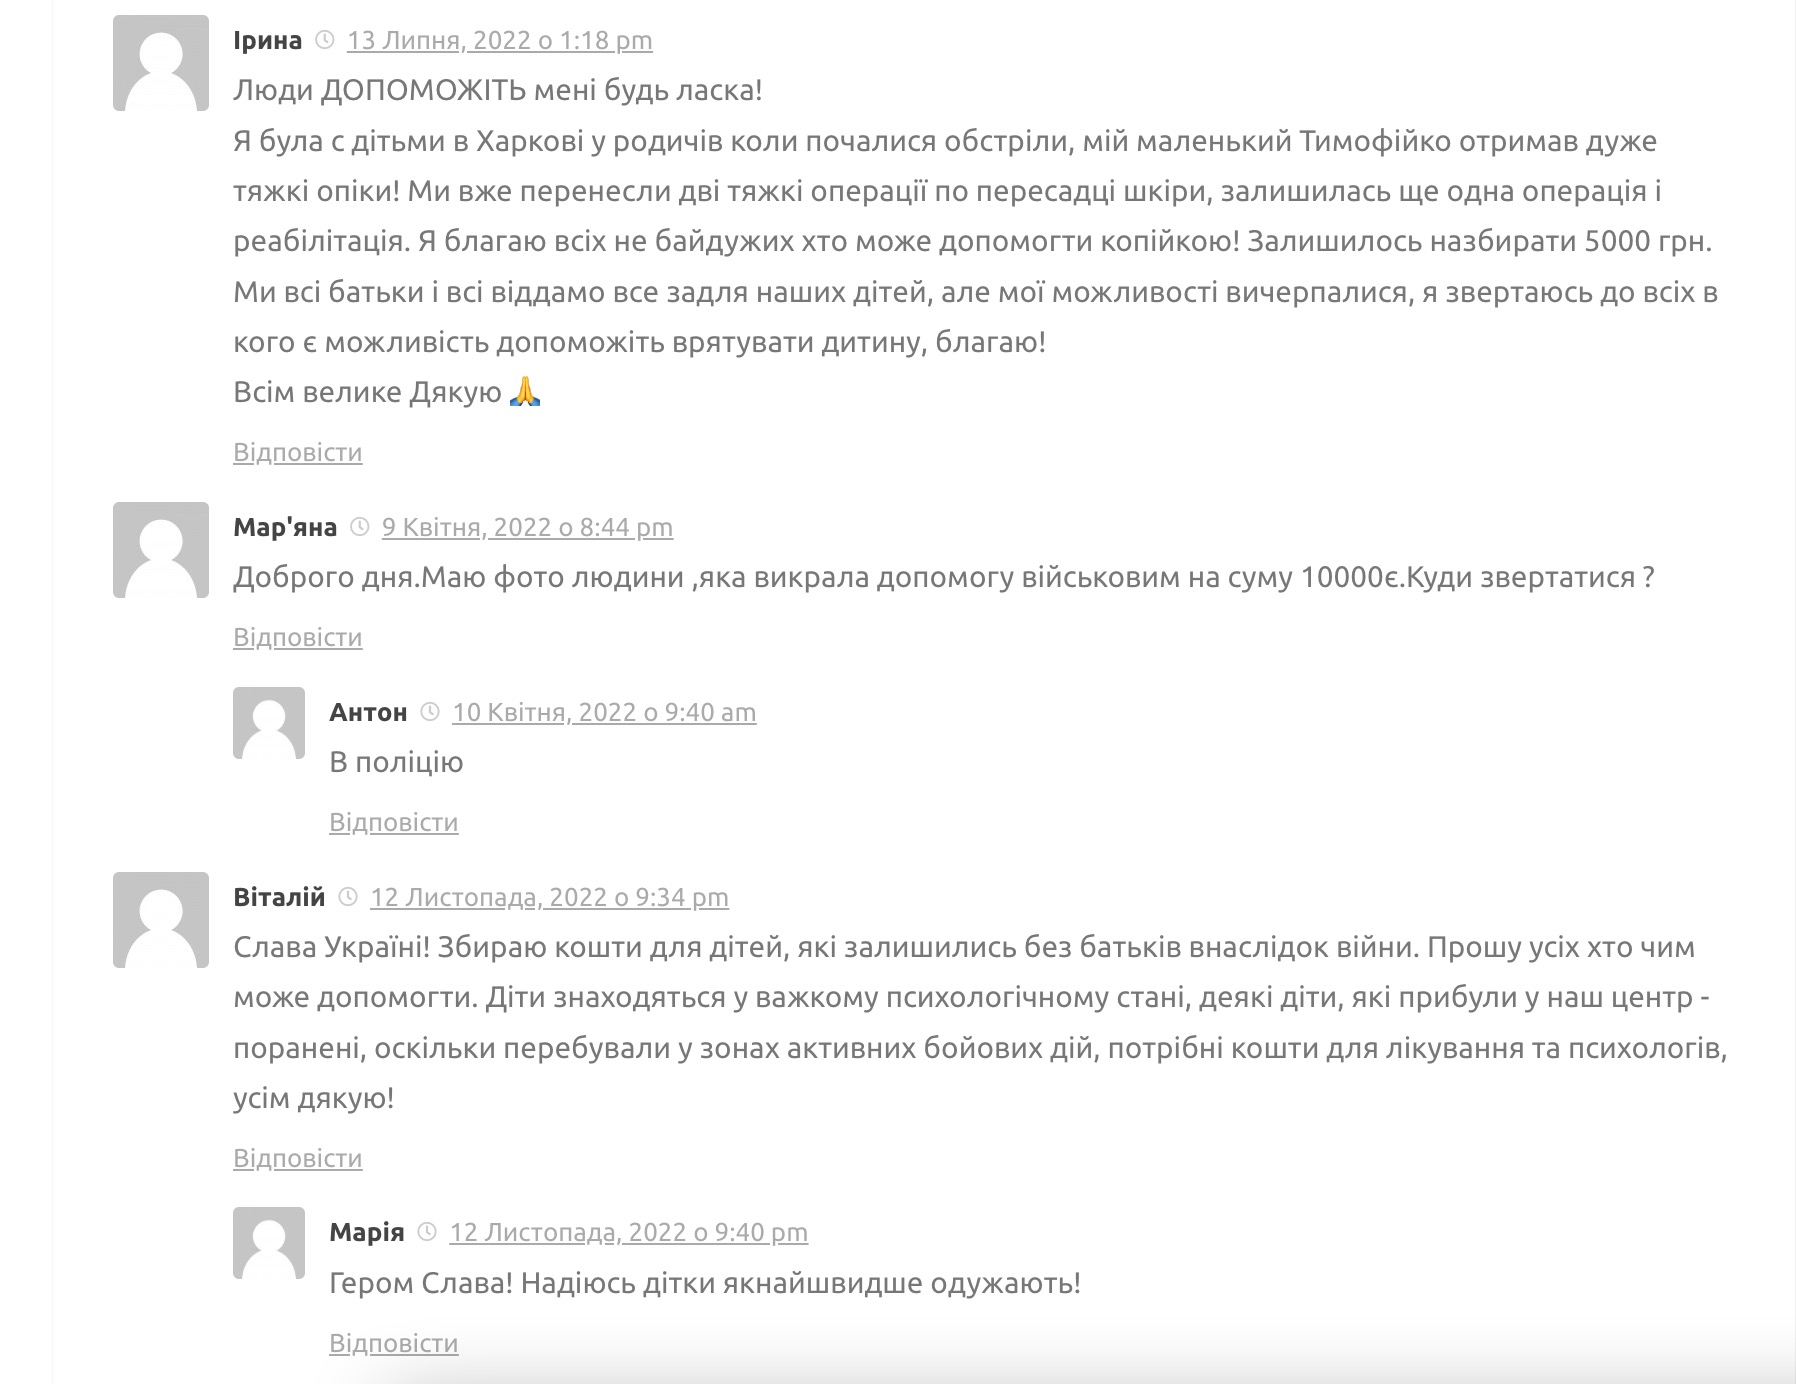 Ірина 13 Липня, 2022 о 1:18 pm
Люди ДОПОМОЖІТЬ мені будь ласка!
Я була с дітьми в Харкові у родичів коли почалися обстріли, мій маленький Тимофійко отримав дуже
тяжкі опіки! Ми вже перенесли дві тяжкі операції по пересадці шкіри, залишилась ще одна операція і
реабілітація. Я благаю всіх не байдужих хто може допомогти копійкою! Залишилось назбирати 5000 грн.
Ми всі батьки і всі віддамо все задля наших дітей, але мої можливості вичерпалися, я звертаюсь до всіх в
кого є можливість допоможіть врятувати дитину, благаю!
Всім велике Дякую 🙏
Відповісти
Мар'яна 9 Квітня, 2022 о 8:44 pm
Доброго дня.Маю фото людини ,яка викрала допомогу військовим на суму 10000є.Куди звертатися ?
Відповісти
Антон 10 Квітня, 2022 о 9:40 am
В поліцію
Відповісти
Віталій 12 Листопада, 2022 о 9:34 pm
Слава Україні! Збираю кошти для дітей, які залишились без батьків внаслідок війни. Прошу усіх хто чим
може допомогти. Діти знаходяться у важкому психологічному стані, деякі діти, які прибули у наш центр -
поранені, оскільки перебували у зонах активних бойових дій, потрібні кошти для лікування та психологів,
усім дякую!
Відповісти
Марія 12 Листопада, 2022 о 9:40 pm
Гером Слава! Надіюсь дітки якнайшвидше одужають!
Відповісти